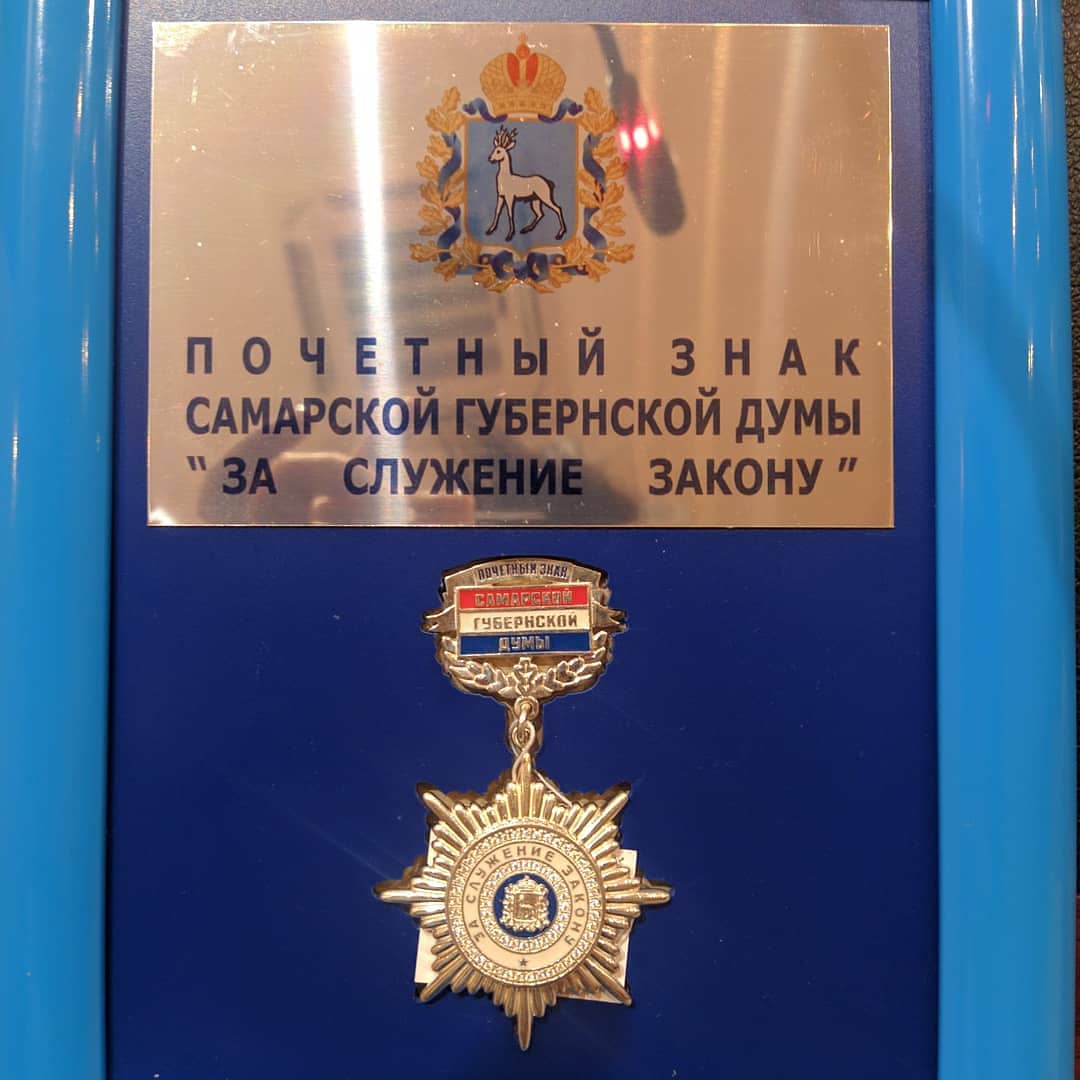 ПОЧЕТНЫЙ ЗНАК
САМАРСКОЙ ГУБЕРНСКОЙ ДУМЫ
"ЗА СЛУЖЕНИЕ ЗАКОНУ"
ПОЧЕТНЫЙ ЗНАК
САМАРСКОЙ
ГУБЕРНСКОЙ
ДУМЫ
ЗА СЛУЖЕНИЕ ЗАКОНУ